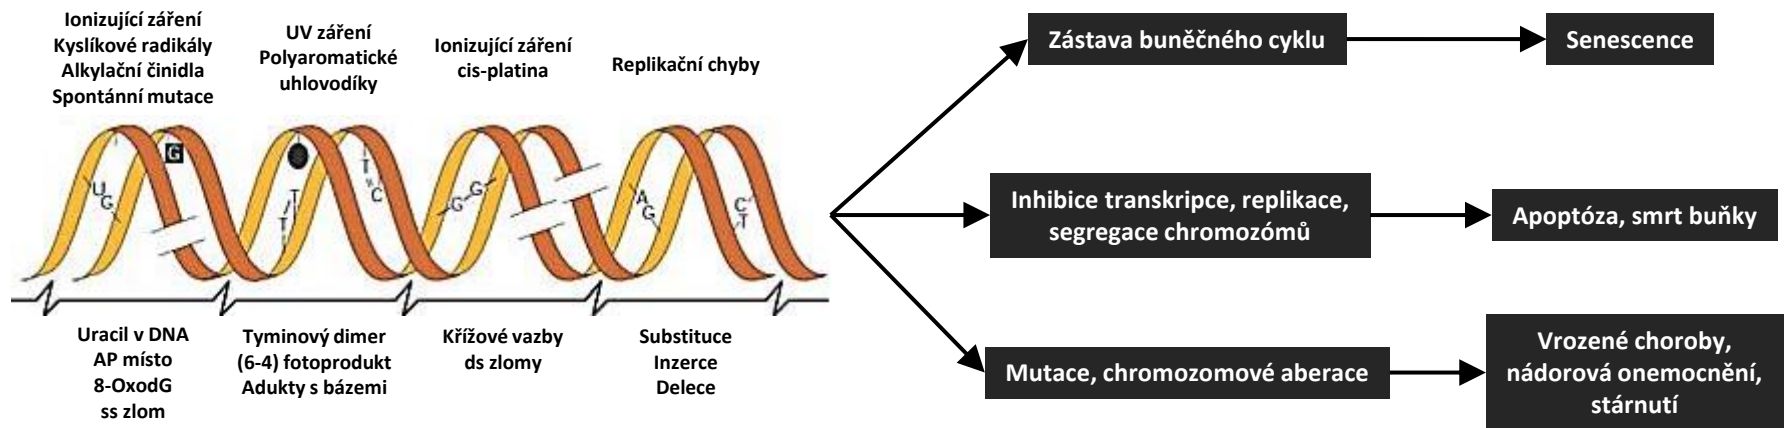 Ionizující záření
Kyslíkové radikály
Alkylační činidla
Spontánní mutace
UV záření
Polyaromatické
uhlovodíky
Ionizující záření
cis-platina
Replikační chyby
U
G
G
T
T
T
C
G
G
A
G
C
T
Uracil v DNA
AP místo
8-OxodG
ss zlom
Tyminový dimer
(6-4) fotoprodukt
Adukty s bázemi
Křížové vazby
ds zlomy
Substituce
Inzerce
Delece
Zástava buněčného cyklu
Senescence
Inhibice transkripce, replikace,
segregace chromozómů
Apoptóza, smrt buňky
Mutace, chromozomové aberace
Vrozené choroby,
nádorová onemocnění,
stárnutí